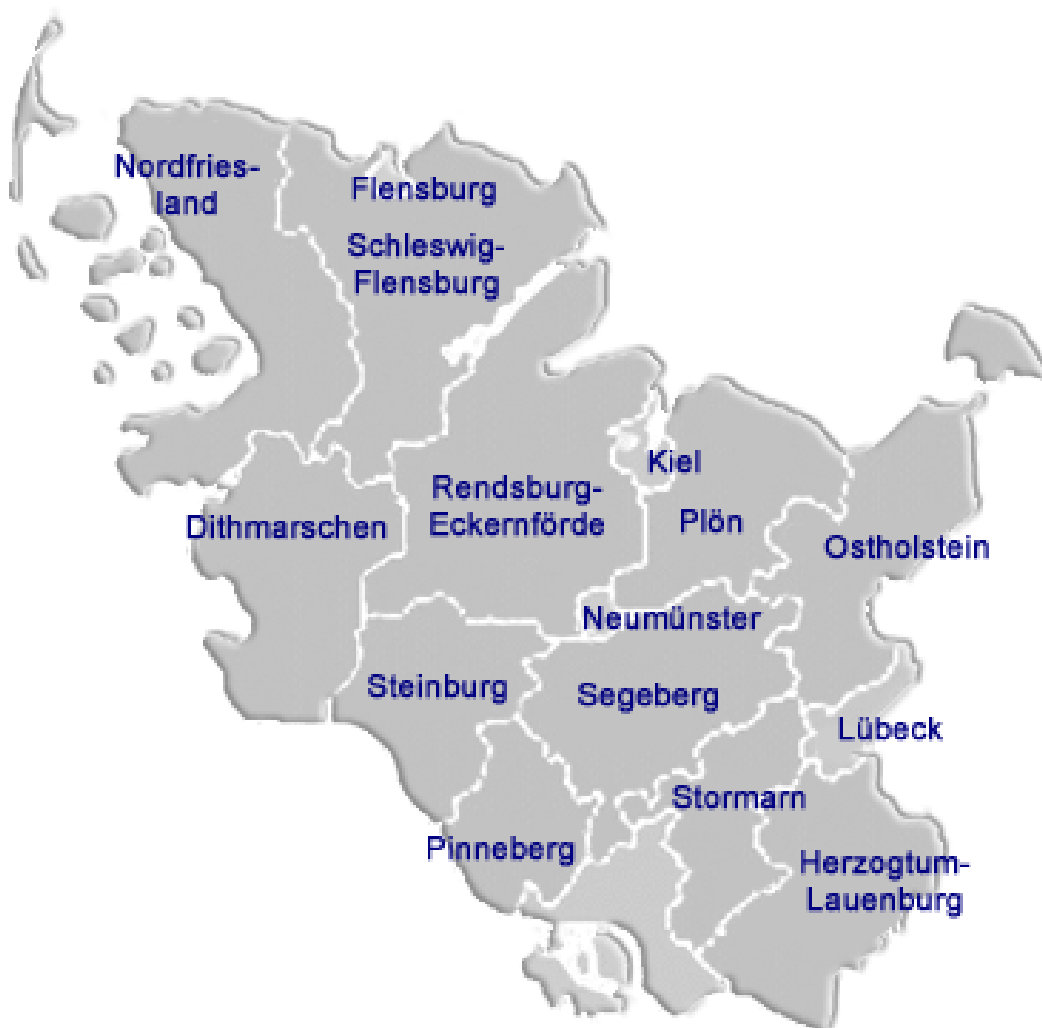 Nordfries-
land
Flensburg
Schleswig-
Flensburg
Kiel
Rendsburg-
Eckernförde
Dithmarschen
Plön
Ostholstein
Neumünster
Steinburg
Segeberg
Lübeck
Stormarn
Pinneberg
Herzogtum-
Lauenburg